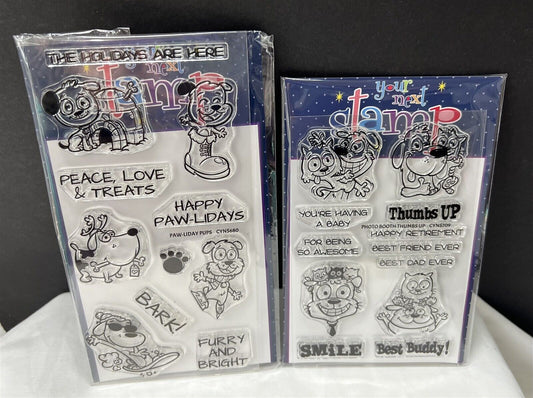 THE HOLIDAYS ARE HERE
your
next
stamp
PEACE, LOVE
& TREATS
HAPPY
PAW-LIDAYS
PAW-LIDAY PUPS
CYNS680
BARK!
FURRY
AND
BRIGHT
your
next
stamp
YOU'RE HAVING
A BABY
Thumbs UP
PHOTO BOOTH THUMBS UP - CYNS709
HAPPY RETIREMENT
FOR BEING
SO AWESOME
BEST FRIEND EVER
BEST DAD EVER
SMiLE
Best Buddy!